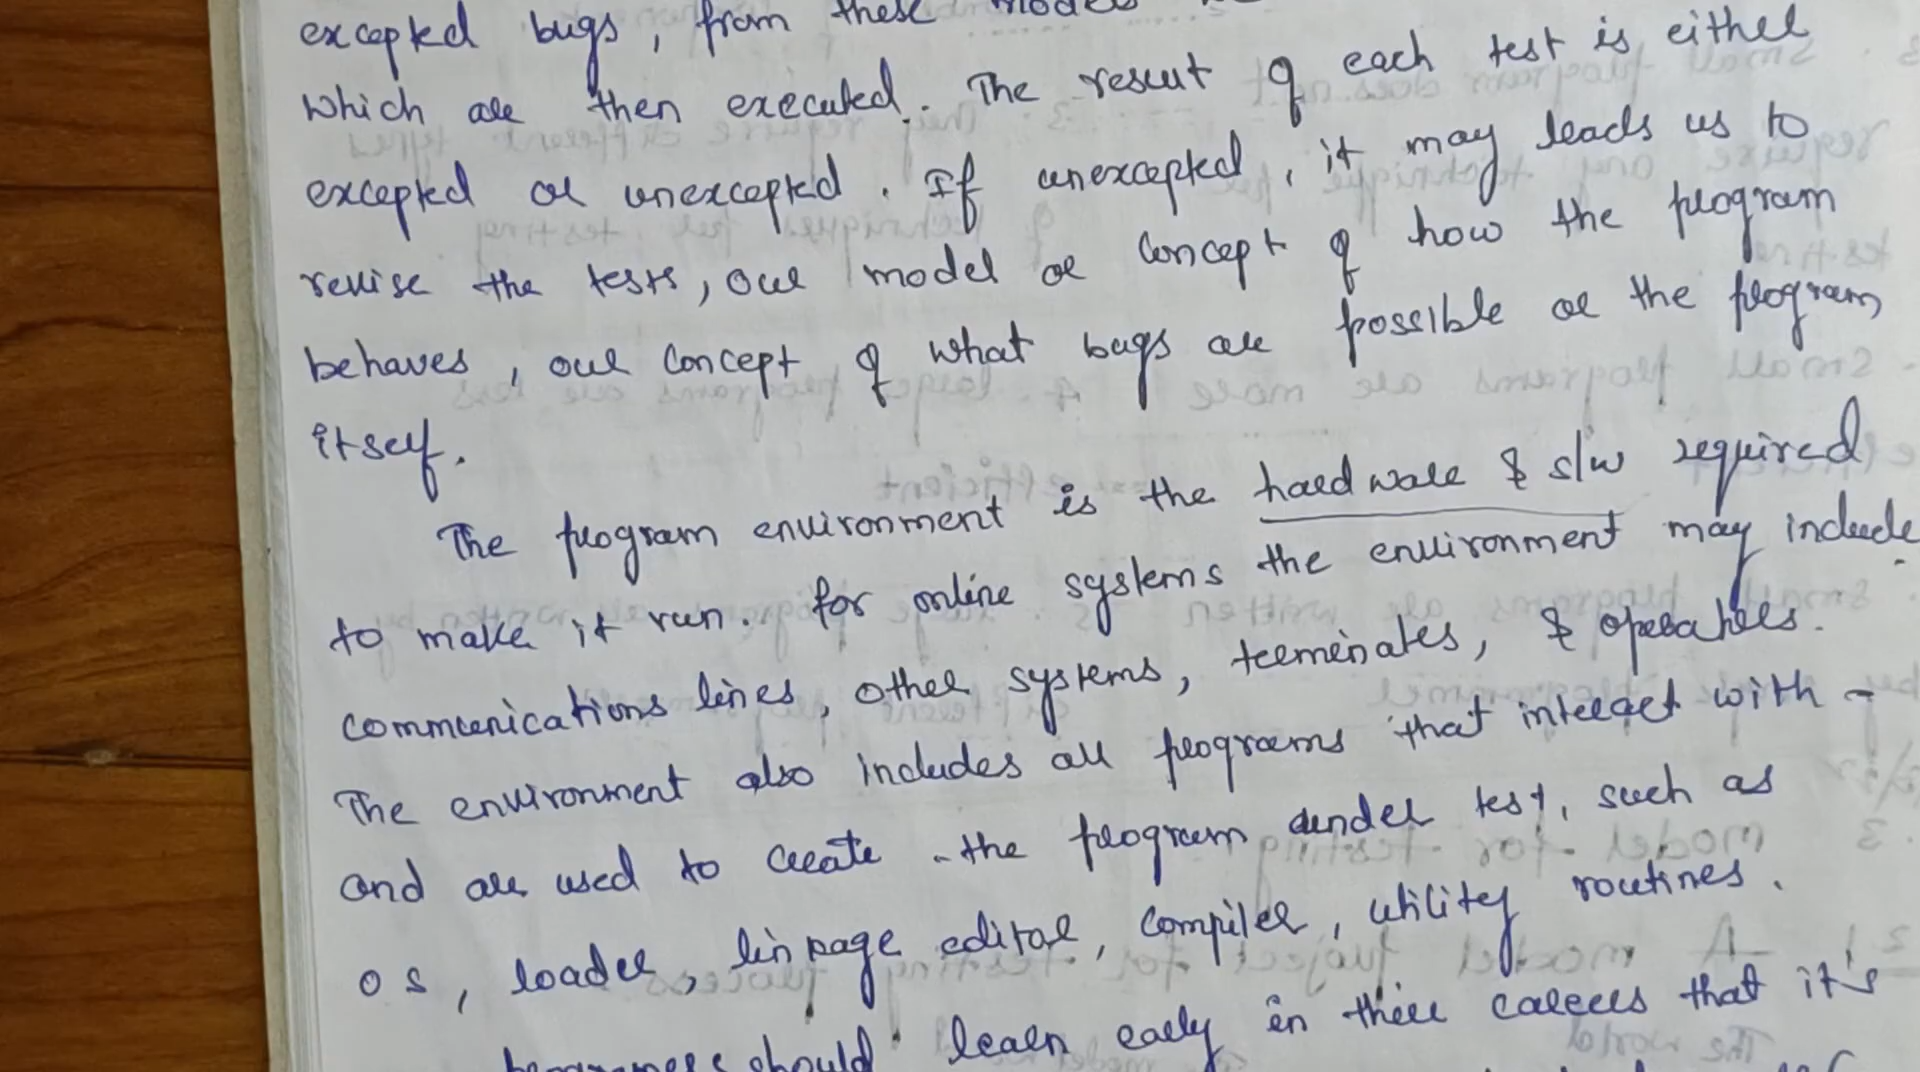 excepted bugs, from these models
which are then executed. The result of each test is either
excepted or unexcepted. If unexcepted, it may leads us to
revise the tests, our model or concept of how the program
behaves, our concept of what bugs are possible or the program
itself.
The program environment is the hardware & s/w required
to make it run. for online systems the environment may include
communications lines, other systems, terminates, & operables.
The environment also includes all programs that interact with -
and are used to create the program under test, such as
OS, loader, linkage editor, compiler, utility routines.
should learn early in their careers that it's